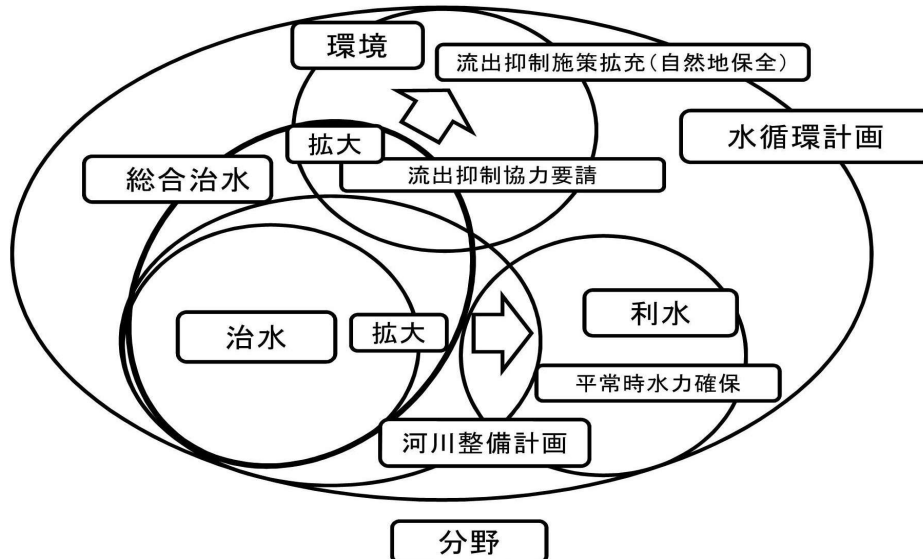 環境
流出抑制施策拡充(自然地保全)
水循環計画
拡大
総合治水
流出抑制協力要請
利水
治水
拡大
平常時水力確保
河川整備計画
分野